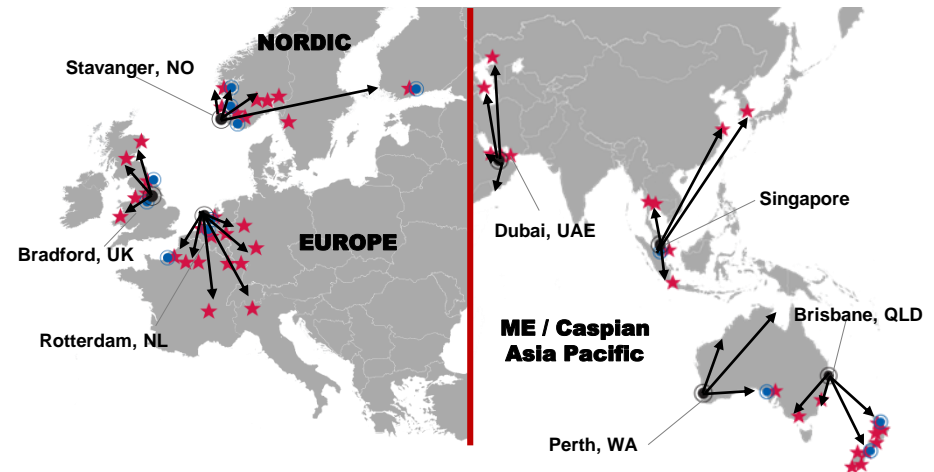 NORDIC
Stavanger, NO
Bradford, UK
EUROPE
Rotterdam, NL
Singapore
Dubai, UAE
ME / Caspian
Asia Pacific
Brisbane, QLD
Perth, WA